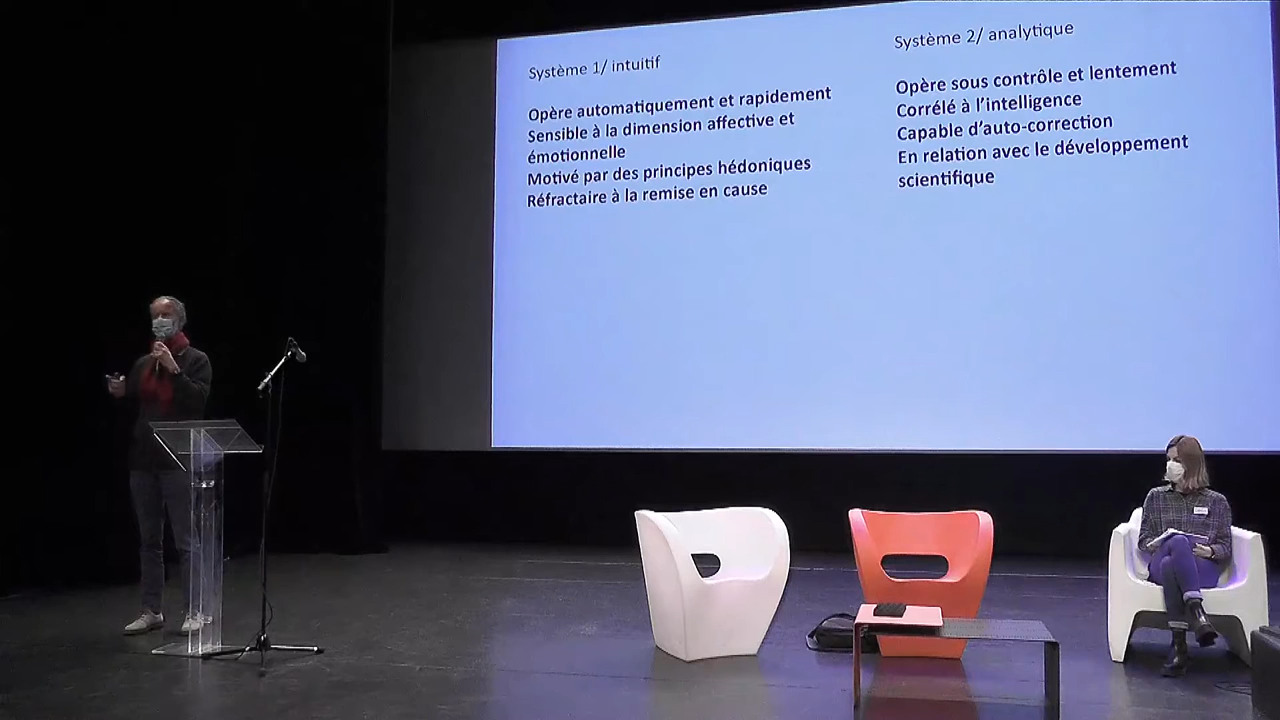 Système 1/ intuitif
Opère automatiquement et rapidement
Sensible à la dimension affective et
émotionnelle
Motivé par des principes hédoniques
Réfractaire à la remise en cause
Système 2/ analytique
Opère sous contrôle et lentement
Corrélé à l’intelligence
Capable d’auto-correction
En relation avec le développement
scientifique